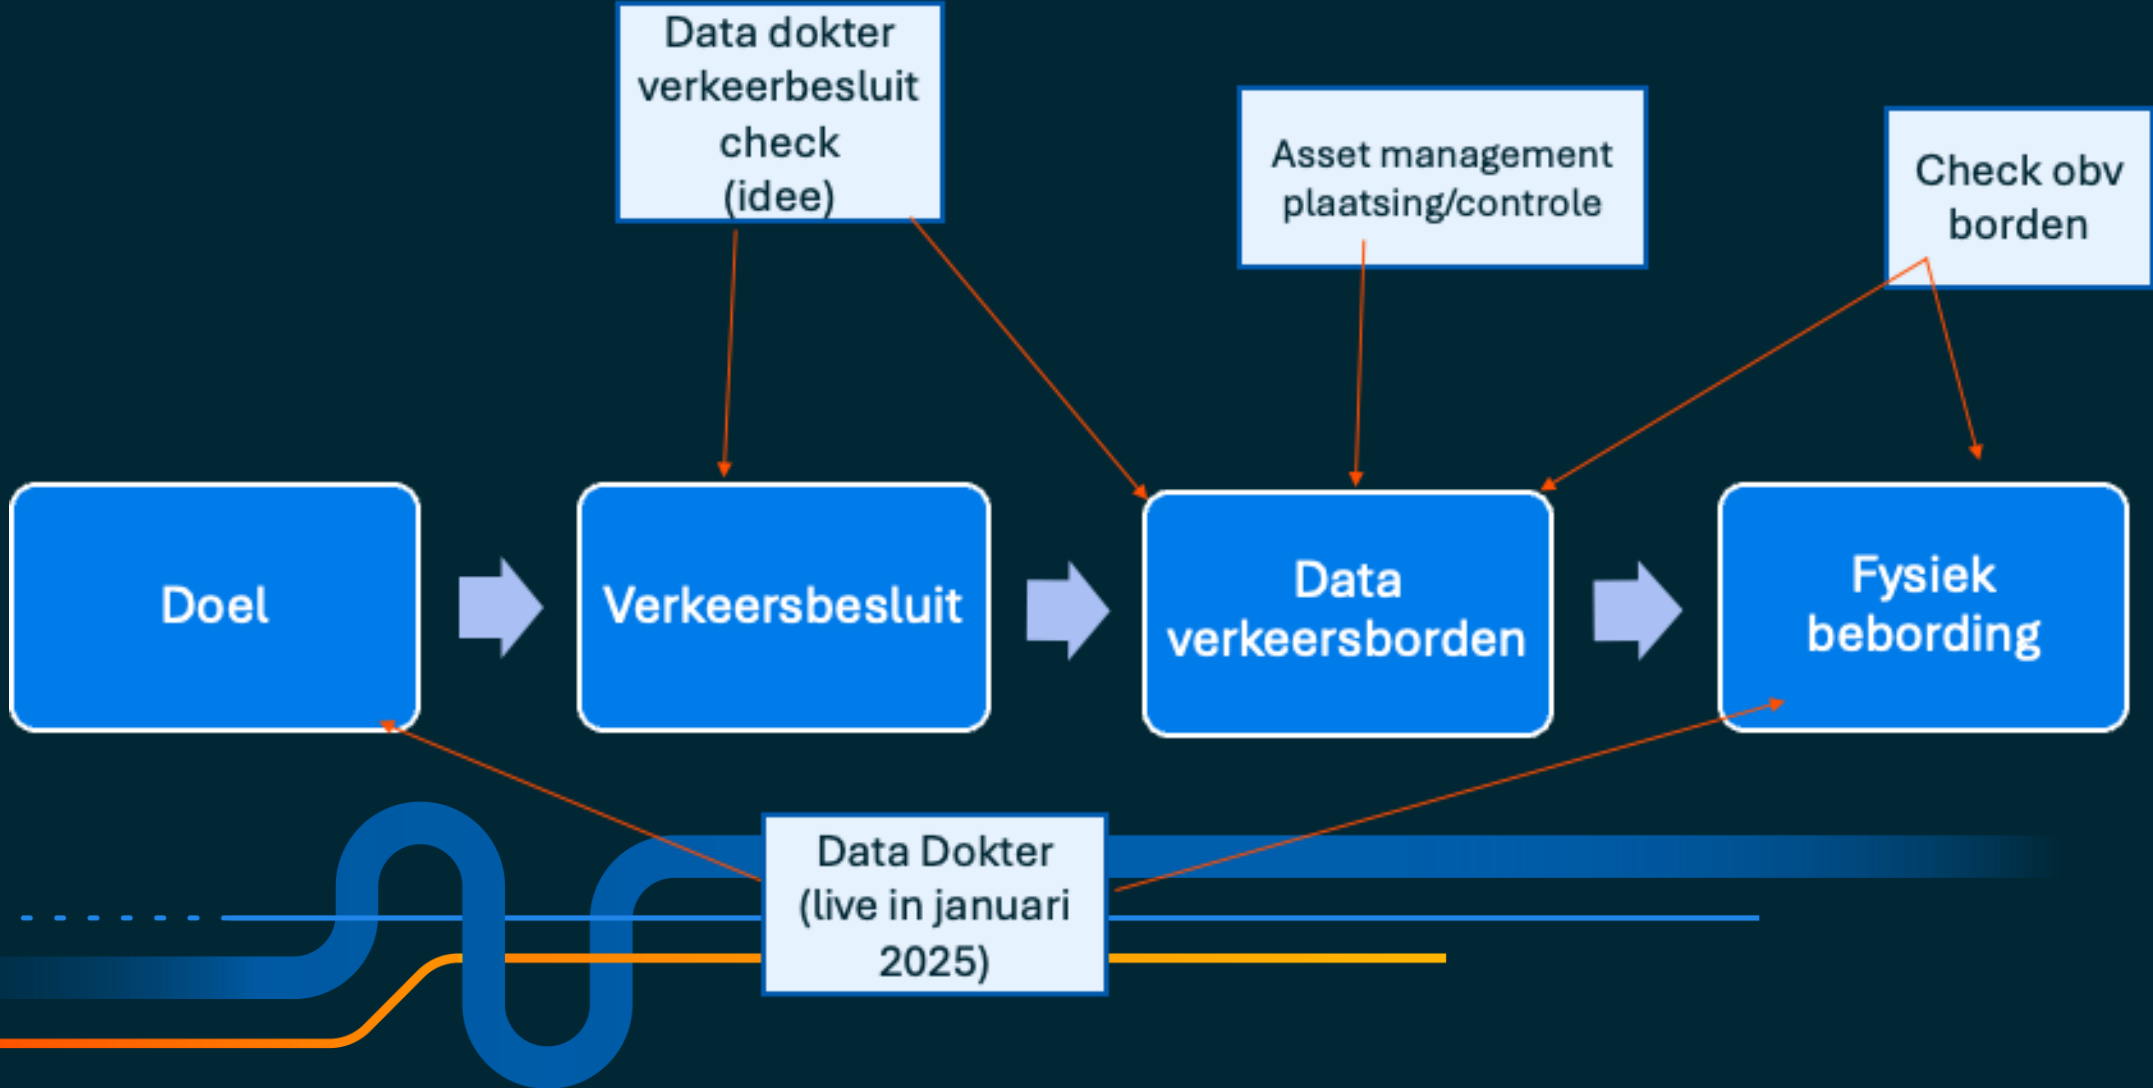 Data dokter
verkeerbesluit
check
(idee)
Asset management
plaatsing/controle
Check obv
borden
Doel
Verkeersbesluit
Data
verkeersborden
Fysiek
bebording
Data Dokter
(live in januari
2025)